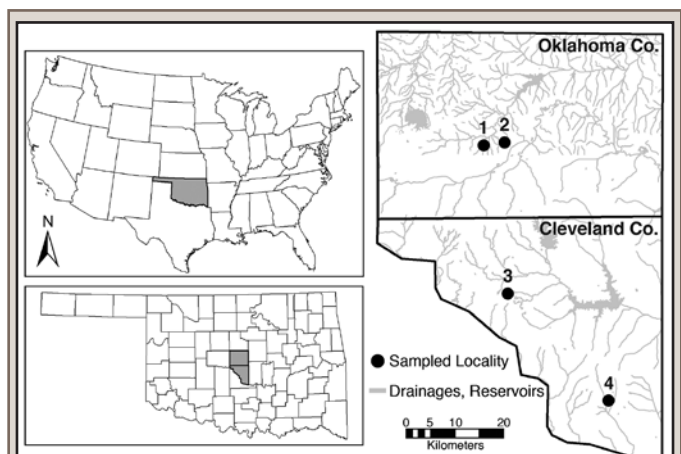 N
Oklahoma Co.
1 2
Cleveland Co.
3
4
Sampled Locality
Drainages, Reservoirs
0 5 10 20
Kilometers